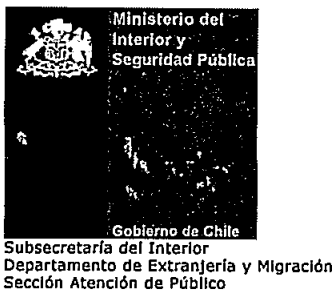 Ministerio del
Interior y
Seguridad Pública
Gobierno de Chile
Subsecretaría del Interior
Departamento de Extranjería y Migración
Sección Atención de Público